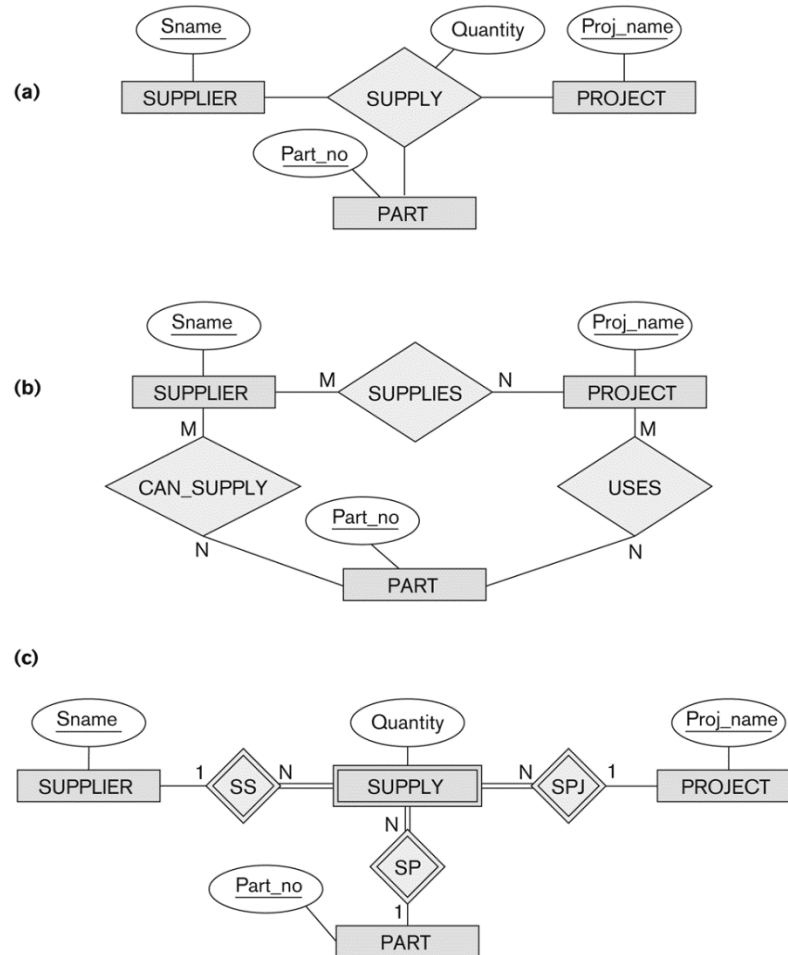 Sname
Quantity
Proj_name
(a)
SUPPLIER
SUPPLY
PROJECT
Part_no
PART
Sname
Proj_name
(b)
SUPPLIER
M
SUPPLIES
N
PROJECT
M
M
CAN_SUPPLY
USES
Part_no
N
N
PART
(c)
Sname
Quantity
Proj_name
SUPPLIER
1
SS
N
SUPPLY
N
SPJ
1
PROJECT
N
SP
Part_no
1
PART